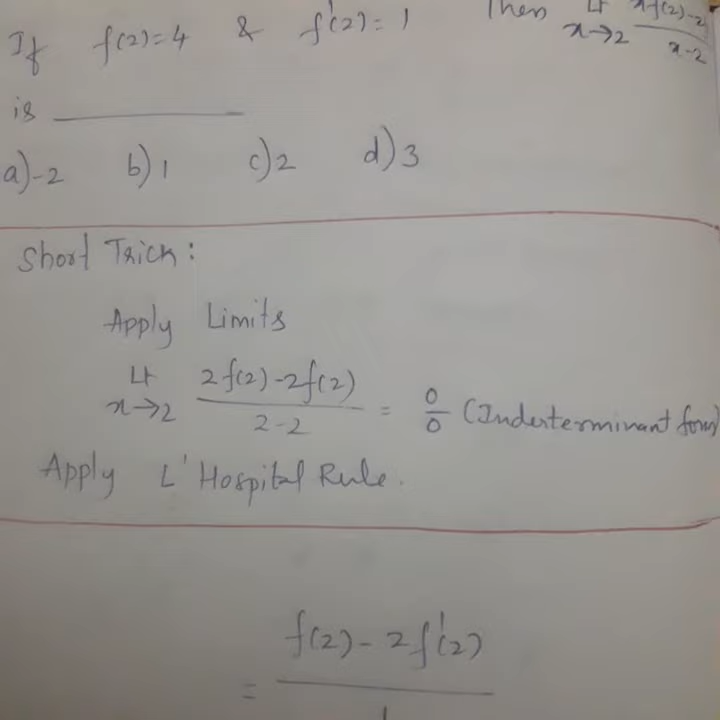 If f(2)=4 & f'(2)=1 Then Lt x→2 xf(2)-2 / x-2
is ________
a)-2 b)1 c)2 d)3
Short Trick:
Apply Limits
Lt x→2 2f(2)-2f(2) / 2-2 = 0/0 (Indeterminant form)
Apply L'Hospital Rule.
= f(2)-2f'(2) / 1